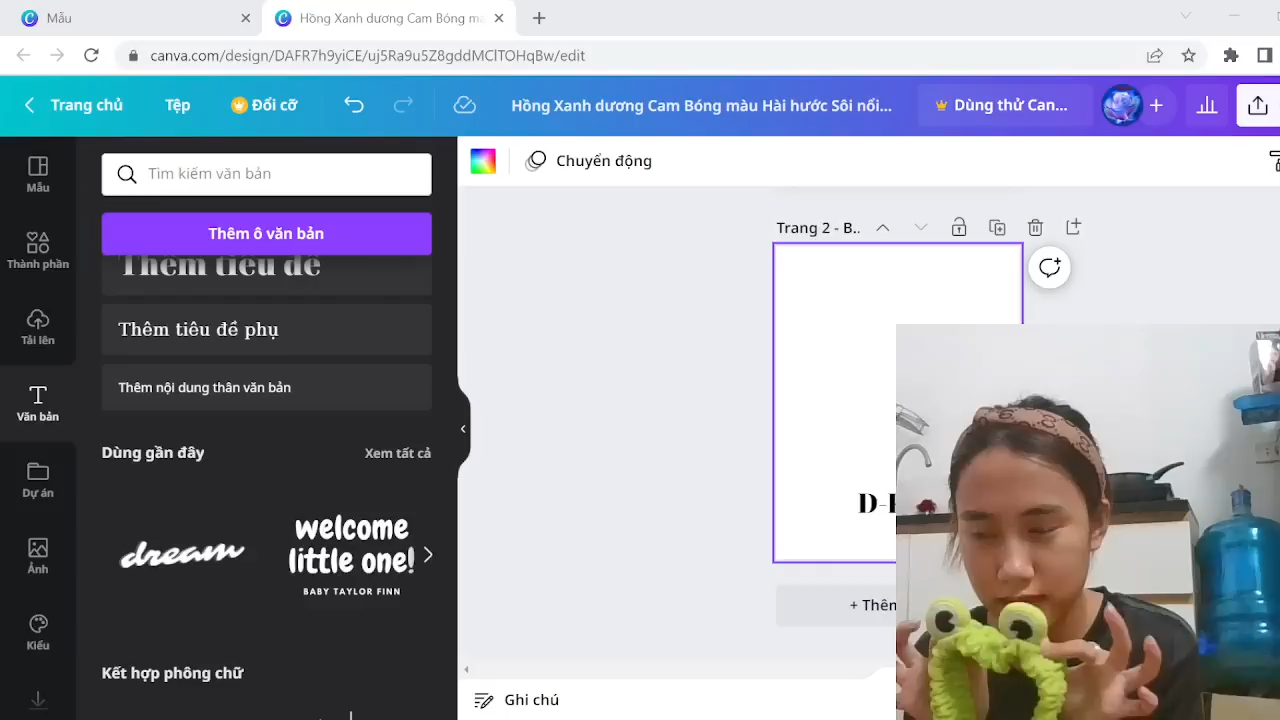 Mẫu
Hồng Xanh dương Cam Bóng mà
canva.com/design/DAFR7h9yiCE/uj5Ra9u5Z8gddMClTOHqBw/edit
Trang chủ
Tệp
Đổi cỡ
Hồng Xanh dương Cam Bóng màu Hài hước Sôi nổi...
Dùng thử Can...
Mẫu
Thành phần
Tải lên
Văn bản
Dự án
Ảnh
Kiểu
Tìm kiếm văn bản
Thêm ô văn bản
Thêm tiêu đề
Thêm tiêu đề phụ
Thêm nội dung thân văn bản
Dùng gần đây
Xem tất cả
dream
welcome
little one!
BABY TAYLOR FINN
Kết hợp phông chữ
Chuyển động
Trang 2 - B..
+ Thên
Ghi chú